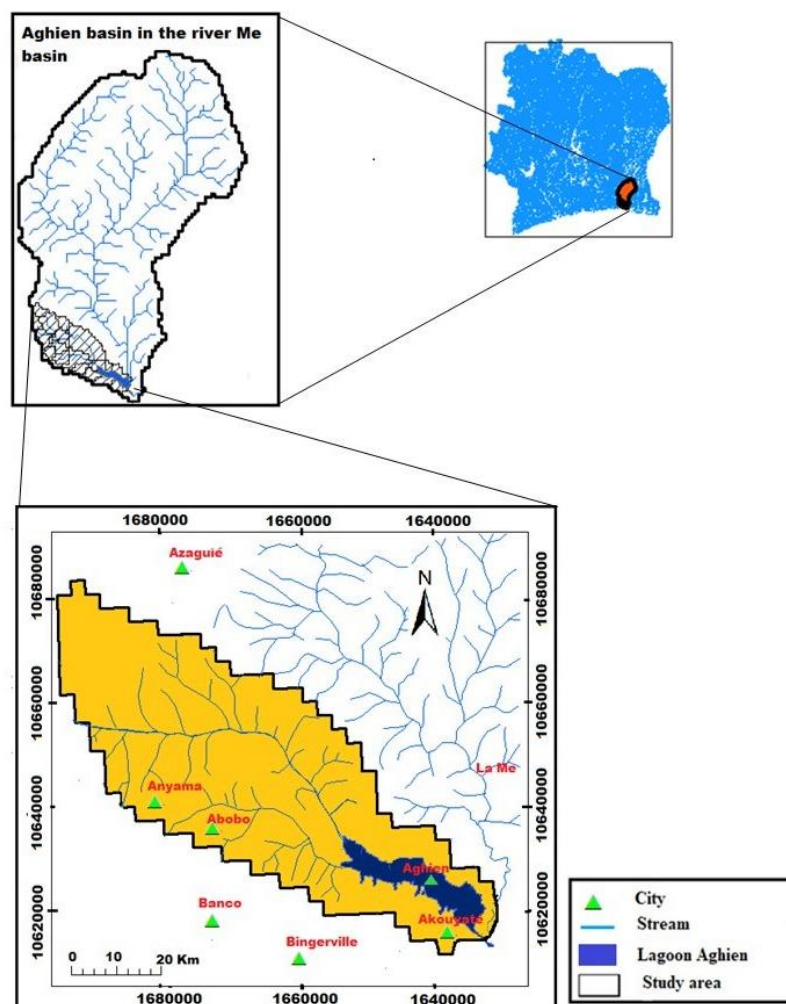 Aghien basin in the river Me
basin
1680000 1660000 1640000
Azaguié
N
10680000 10680000
10660000 10660000
La Me
Anyama
10640000 10640000
Abobo
Aghien
Banco
Akouyaté
10620000 10620000
Bingerville
0 10 20 Km
1680000 1660000 1640000
City
Stream
Lagoon Aghien
Study area